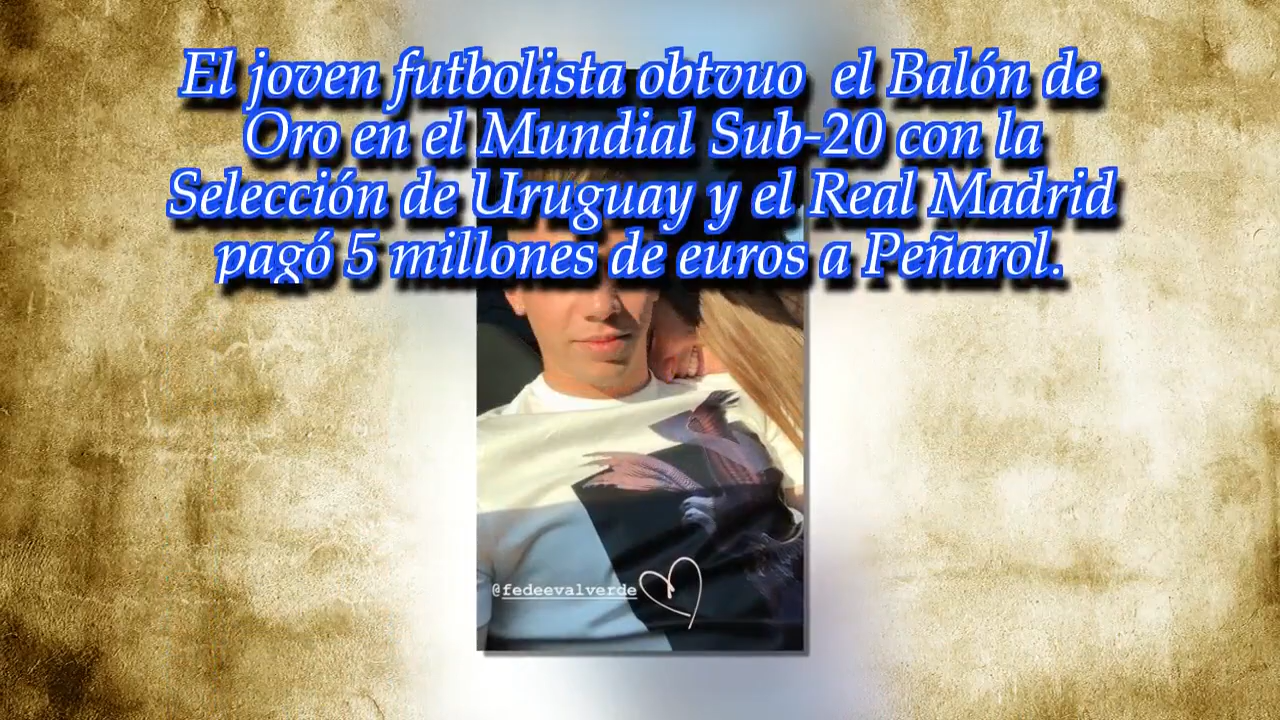 El joven futbolista obtvuo  el Balón de
Oro en el Mundial Sub-20 con la
Selección de Uruguay y el Real Madrid
pagó 5 millones de euros a Peñarol.
@fedeevalverde